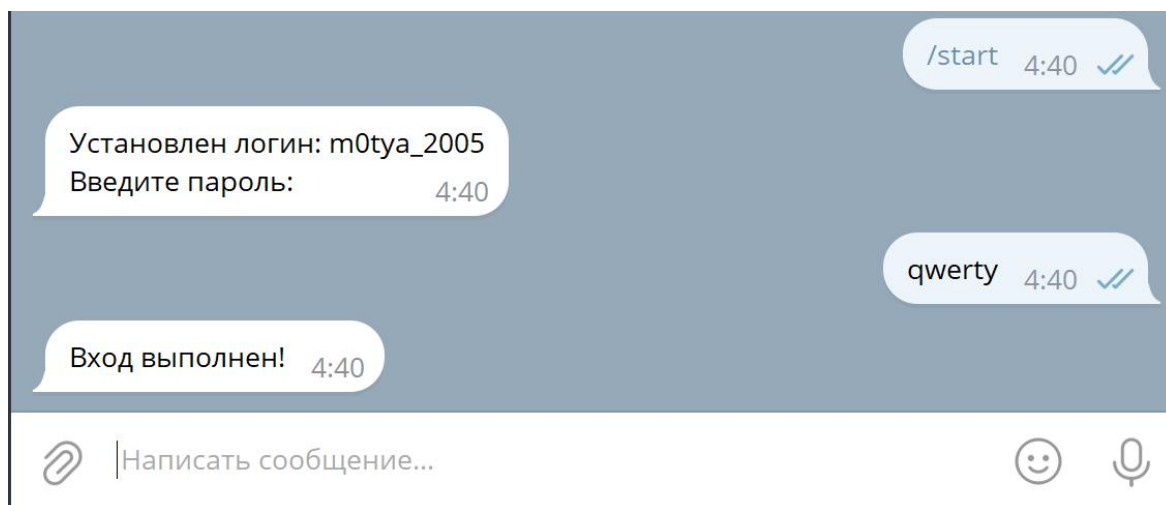 /start 4:40
Установлен логин: m0tya_2005
Введите пароль: 4:40
qwerty 4:40
Вход выполнен! 4:40
Написать сообщение...